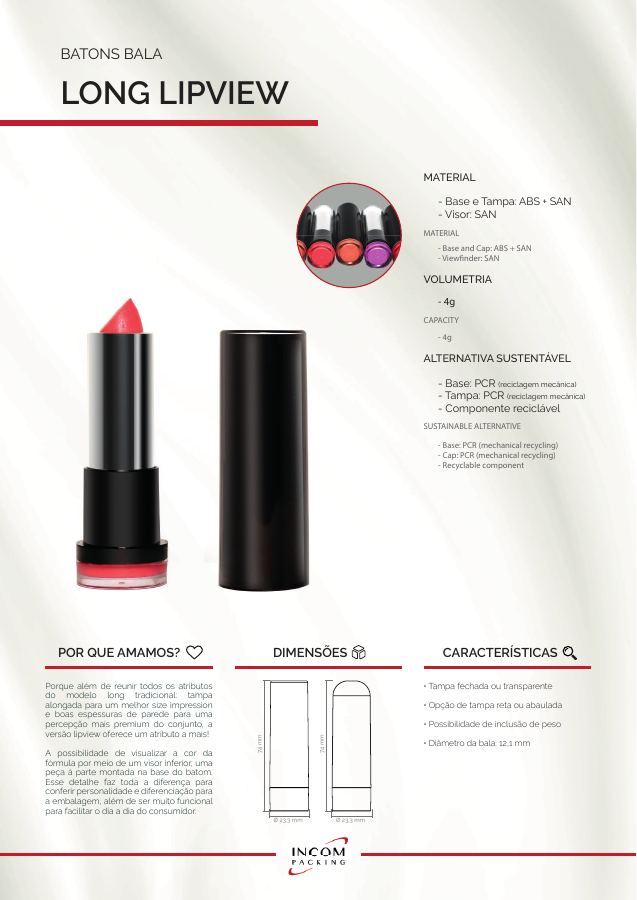 BATONS BALA
LONG LIPVIEW
MATERIAL
- Base e Tampa: ABS + SAN
- Visor: SAN
MATERIAL
- Base and Cap: ABS + SAN
- Viewfinder: SAN
VOLUMETRIA
- 4g
CAPACITY
- 4g
ALTERNATIVA SUSTENTÁVEL
- Base: PCR (reciclagem mecânica)
- Tampa: PCR (reciclagem mecânica)
- Componente reciclável
SUSTAINABLE ALTERNATIVE
- Base: PCR (mechanical recycling)
- Cap: PCR (mechanical recycling)
- Recyclable component
POR QUE AMAMOS?
Porque além de reunir todos os atributos
do modelo long tradicional: tampa
alongada para um melhor size impression
e boas espessuras de parede para uma
percepção mais premium do conjunto, a
versão lipview oferece um atributo a mais!
A possibilidade de visualizar a cor da
fórmula por meio de um visor inferior, uma
peça à parte montada na base do batom.
Esse detalhe faz toda a diferença para
conferir personalidade e diferenciação para
a embalagem, além de ser muito funcional
para facilitar o dia a dia do consumidor.
DIMENSÕES
74 mm
74 mm
Ø 23,3 mm
Ø 23,3 mm
CARACTERÍSTICAS
• Tampa fechada ou transparente
• Opção de tampa reta ou abaulada
• Possibilidade de inclusão de peso
• Diâmetro da bala: 12,1 mm
INCOM
PACKING